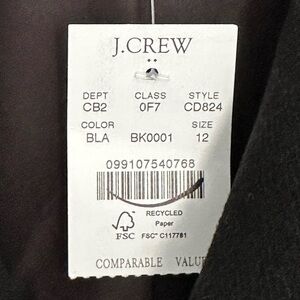 J.CREW
DEPT CLASS STYLE
CB2 0F7 CD824
COLOR SIZE
BLA BK0001 12
099107540768
RECYCLED
Paper
FSC FSC® C117781
COMPARABLE VALUE